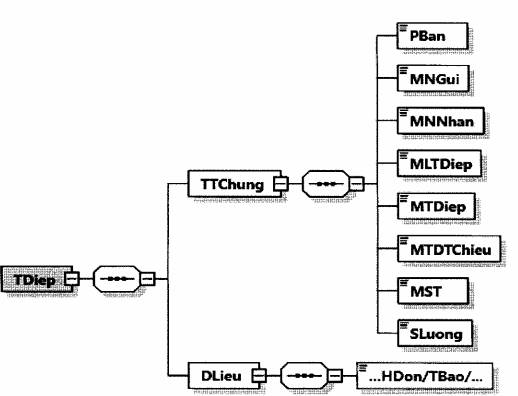 PBan
MNGui
MNNhan
MLTDiep
TTChung
MTDiep
MTDTChieu
TDiep
MST
SLuong
DLieu
...HDon/TBao/...